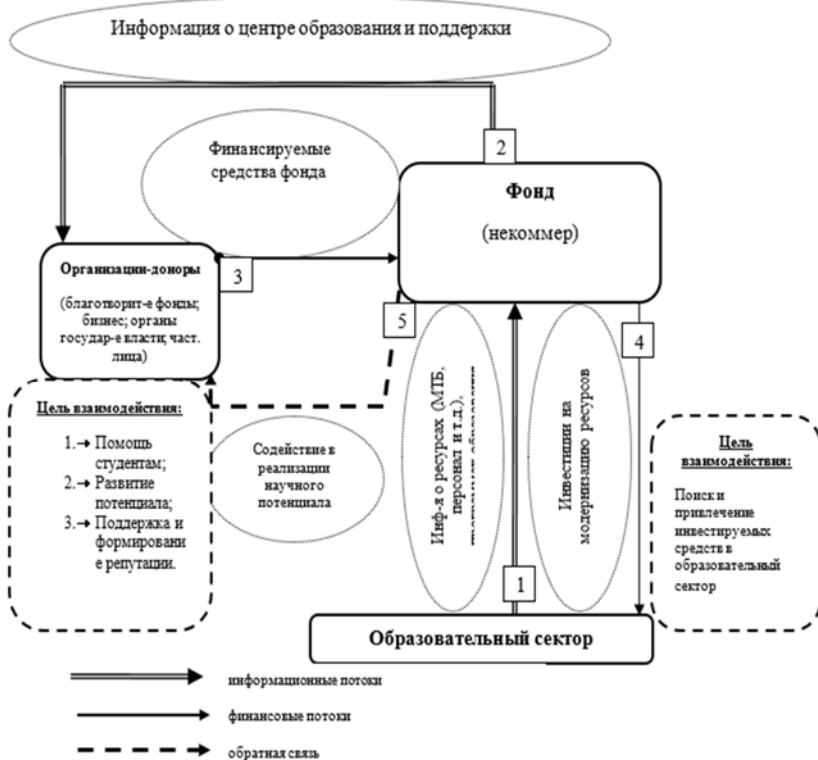 Информация о центре образования и поддержки
Финансируемые
средства фонда
2
Фонд
(некоммер)
Организации-доноры
(благотворит-е фонды;
бизнес; органы
государ-е власти; част.
лица)
3
5
4
Цель взаимодействия:
1.→ Помощь
студентам;
2.→ Развитие
потенциала;
3.→ Поддержка и
формировани
е репутации.
Содействие в
реализации
научного
потенциала
Инф-я о ресурсах (МТБ,
персонал и т.д.),
Инвестиции на
модернизацию ресурсов
Цель
взаимодействия:
Поиск и
привлечение
инвестируемых
средств в
образовательный
сектор
1
Образовательный сектор
информационные потоки
финансовые потоки
обратная связь